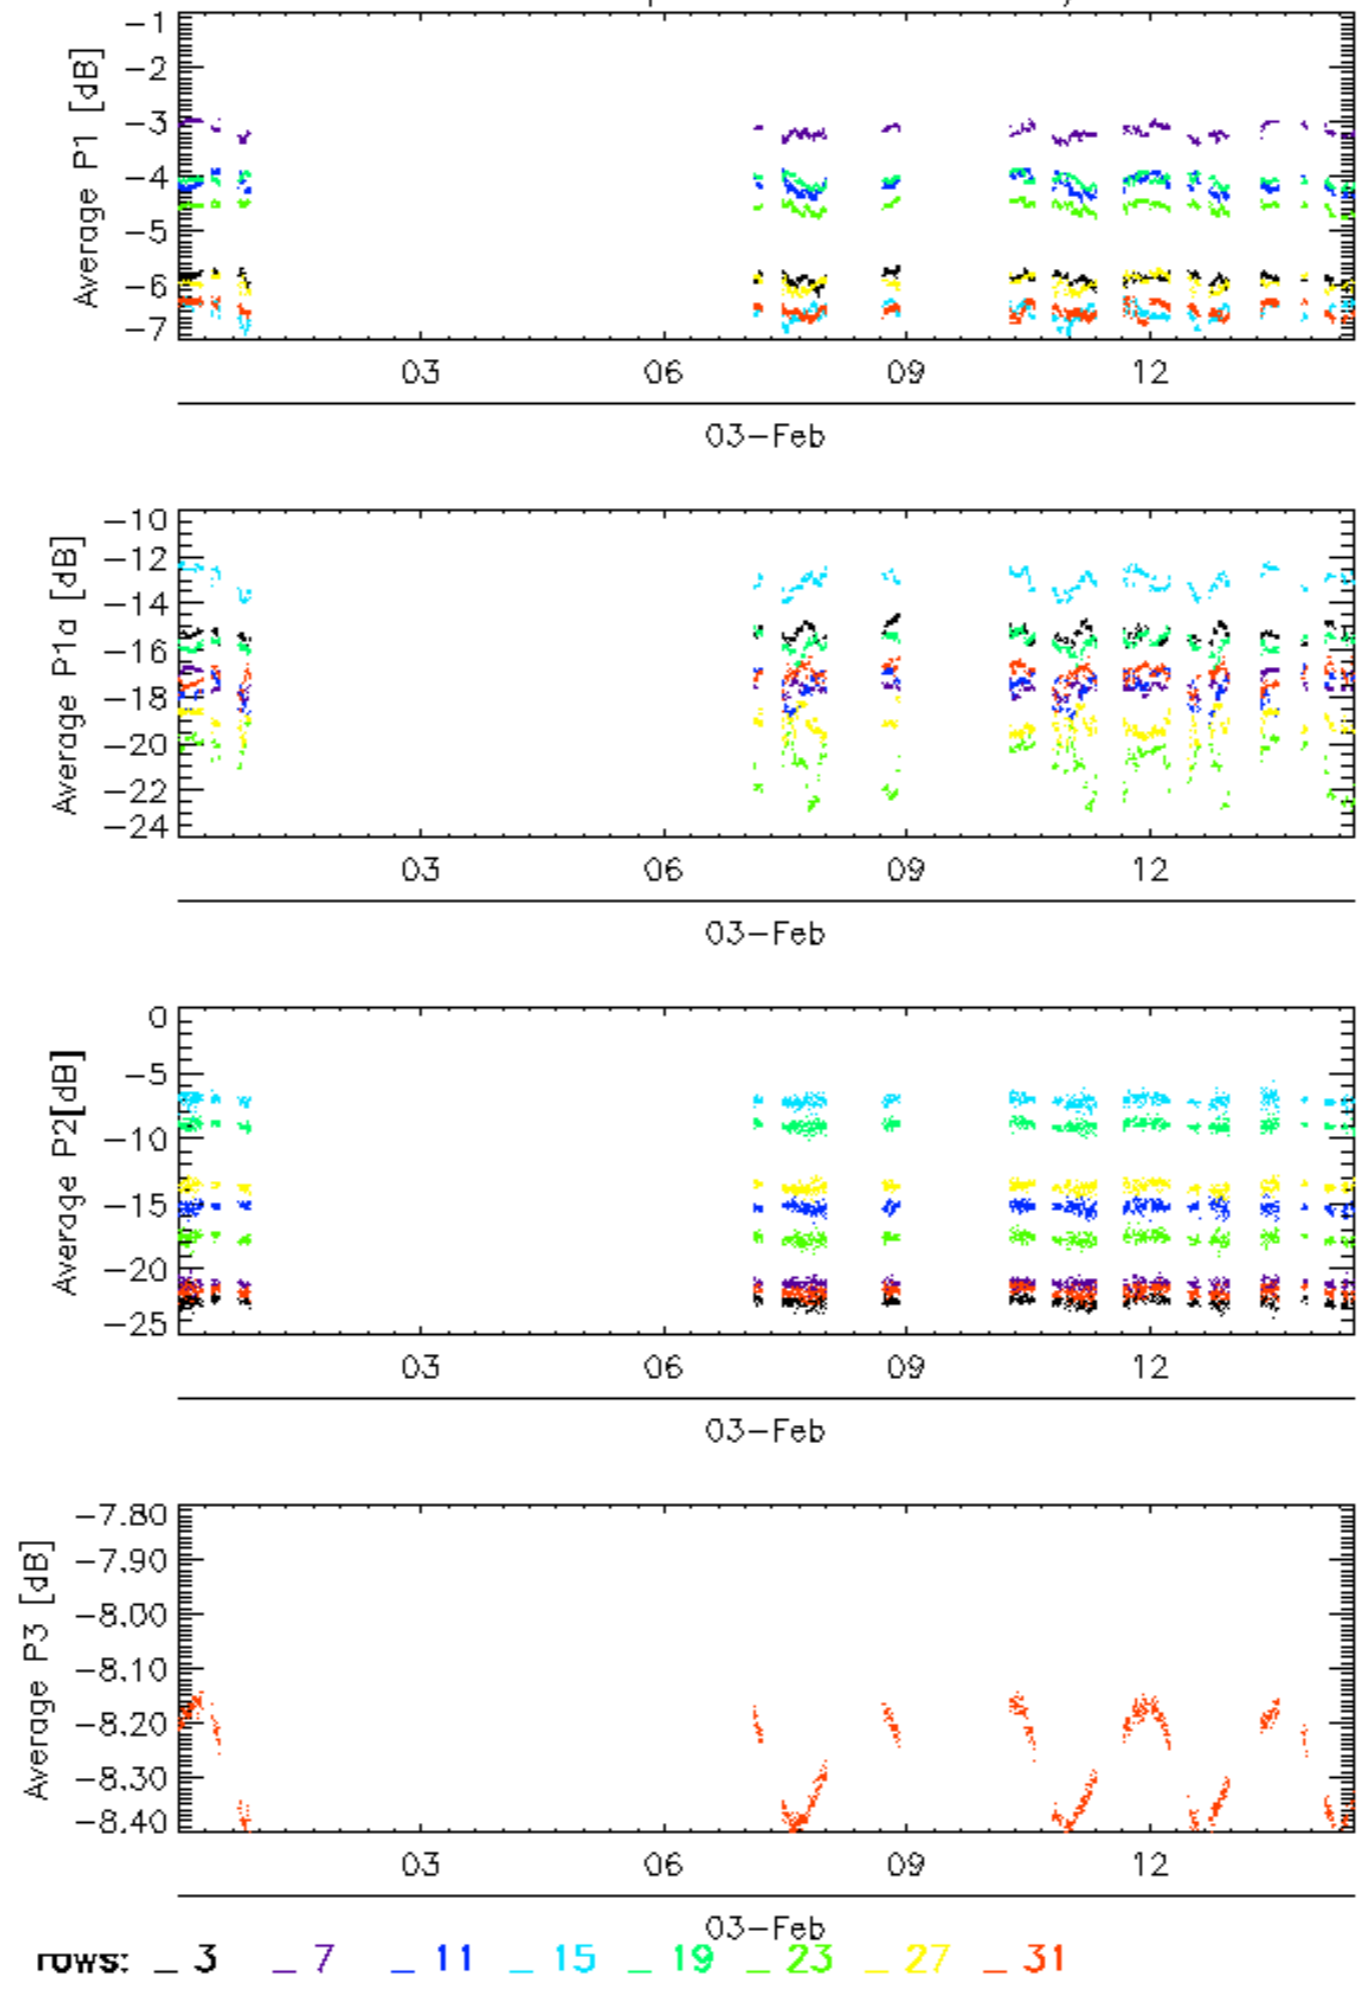 Average P1 [dB]
-1
-2
-3
-4
-5
-6
-7
03 06 09 12
03-Feb
Average P1a [dB]
-10
-12
-14
-16
-18
-20
-22
-24
03 06 09 12
03-Feb
Average P2[dB]
0
-5
-10
-15
-20
-25
03 06 09 12
03-Feb
Average P3 [dB]
-7.80
-7.90
-8.00
-8.10
-8.20
-8.30
-8.40
03 06 09 12
03-Feb
rows: _ 3 _ 7 _ 11 _ 15 _ 19 _ 23 _ 27 _ 31